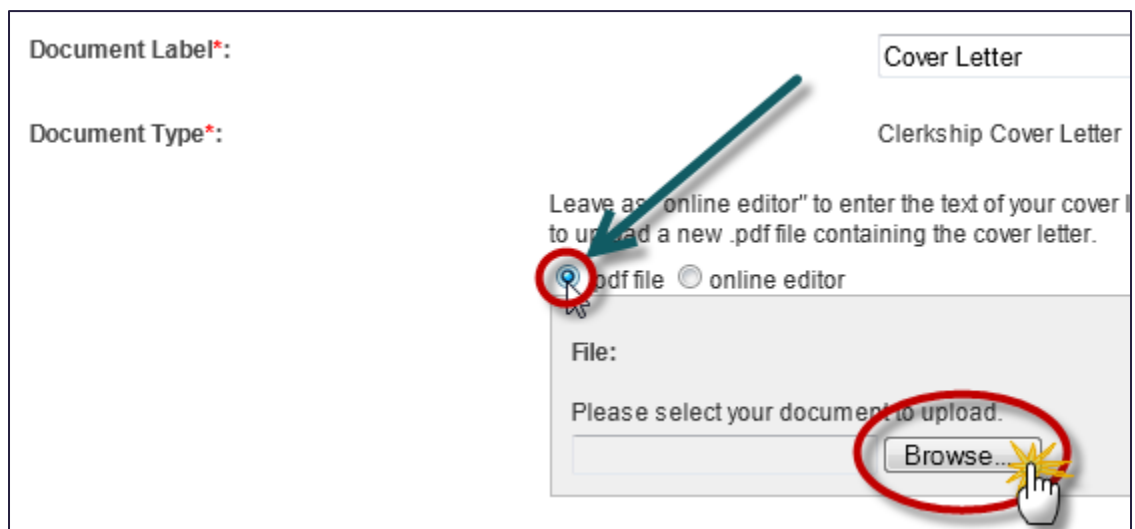 Document Label*:
Cover Letter
Document Type*:
Clerkship Cover Letter
Leave as "online editor" to enter the text of your cover l
to upload a new .pdf file containing the cover letter.
pdf file online editor
File:
Please select your document to upload.
Browse...